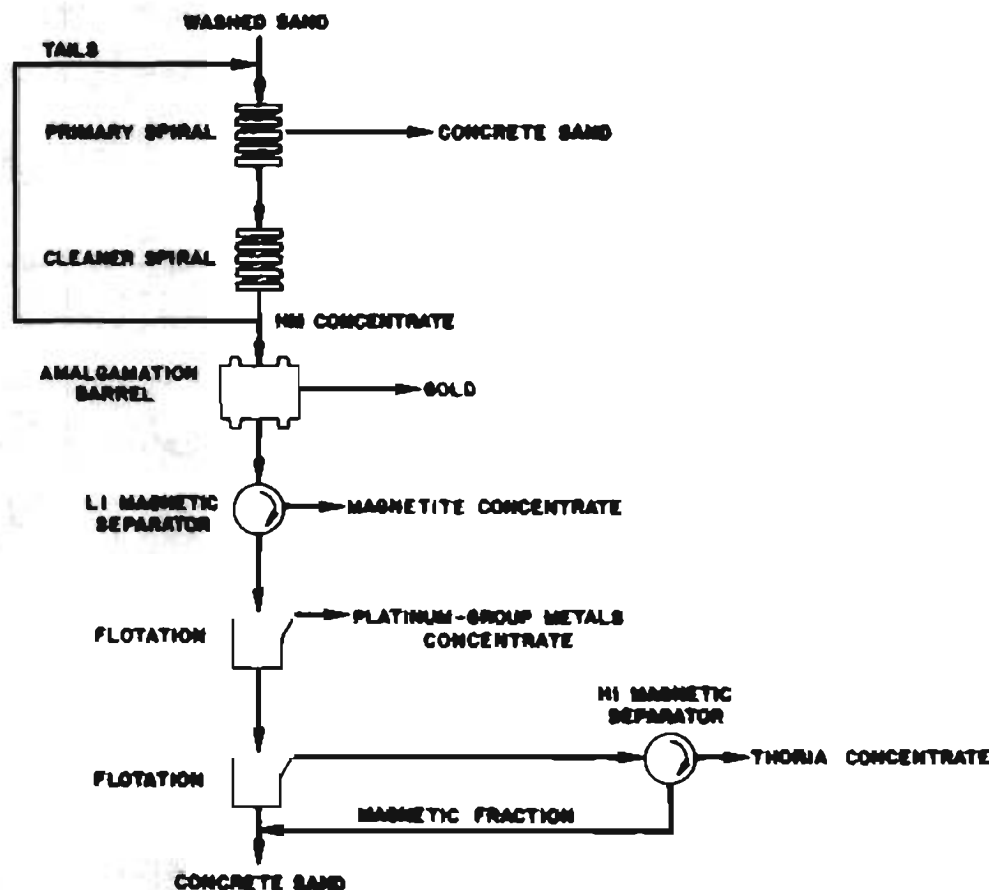 WASHED SAND
TAILS
PRIMARY SPIRAL
CONCRETE SAND
CLEANER SPIRAL
HM CONCENTRATE
AMALGAMATION
BARREL
GOLD
LI MAGNETIC
SEPARATOR
MAGNETITE CONCENTRATE
FLOTATION
PLATINUM-GROUP METALS
CONCENTRATE
HI MAGNETIC
SEPARATOR
FLOTATION
THORIA CONCENTRATE
MAGNETIC FRACTION
CONCRETE SAND